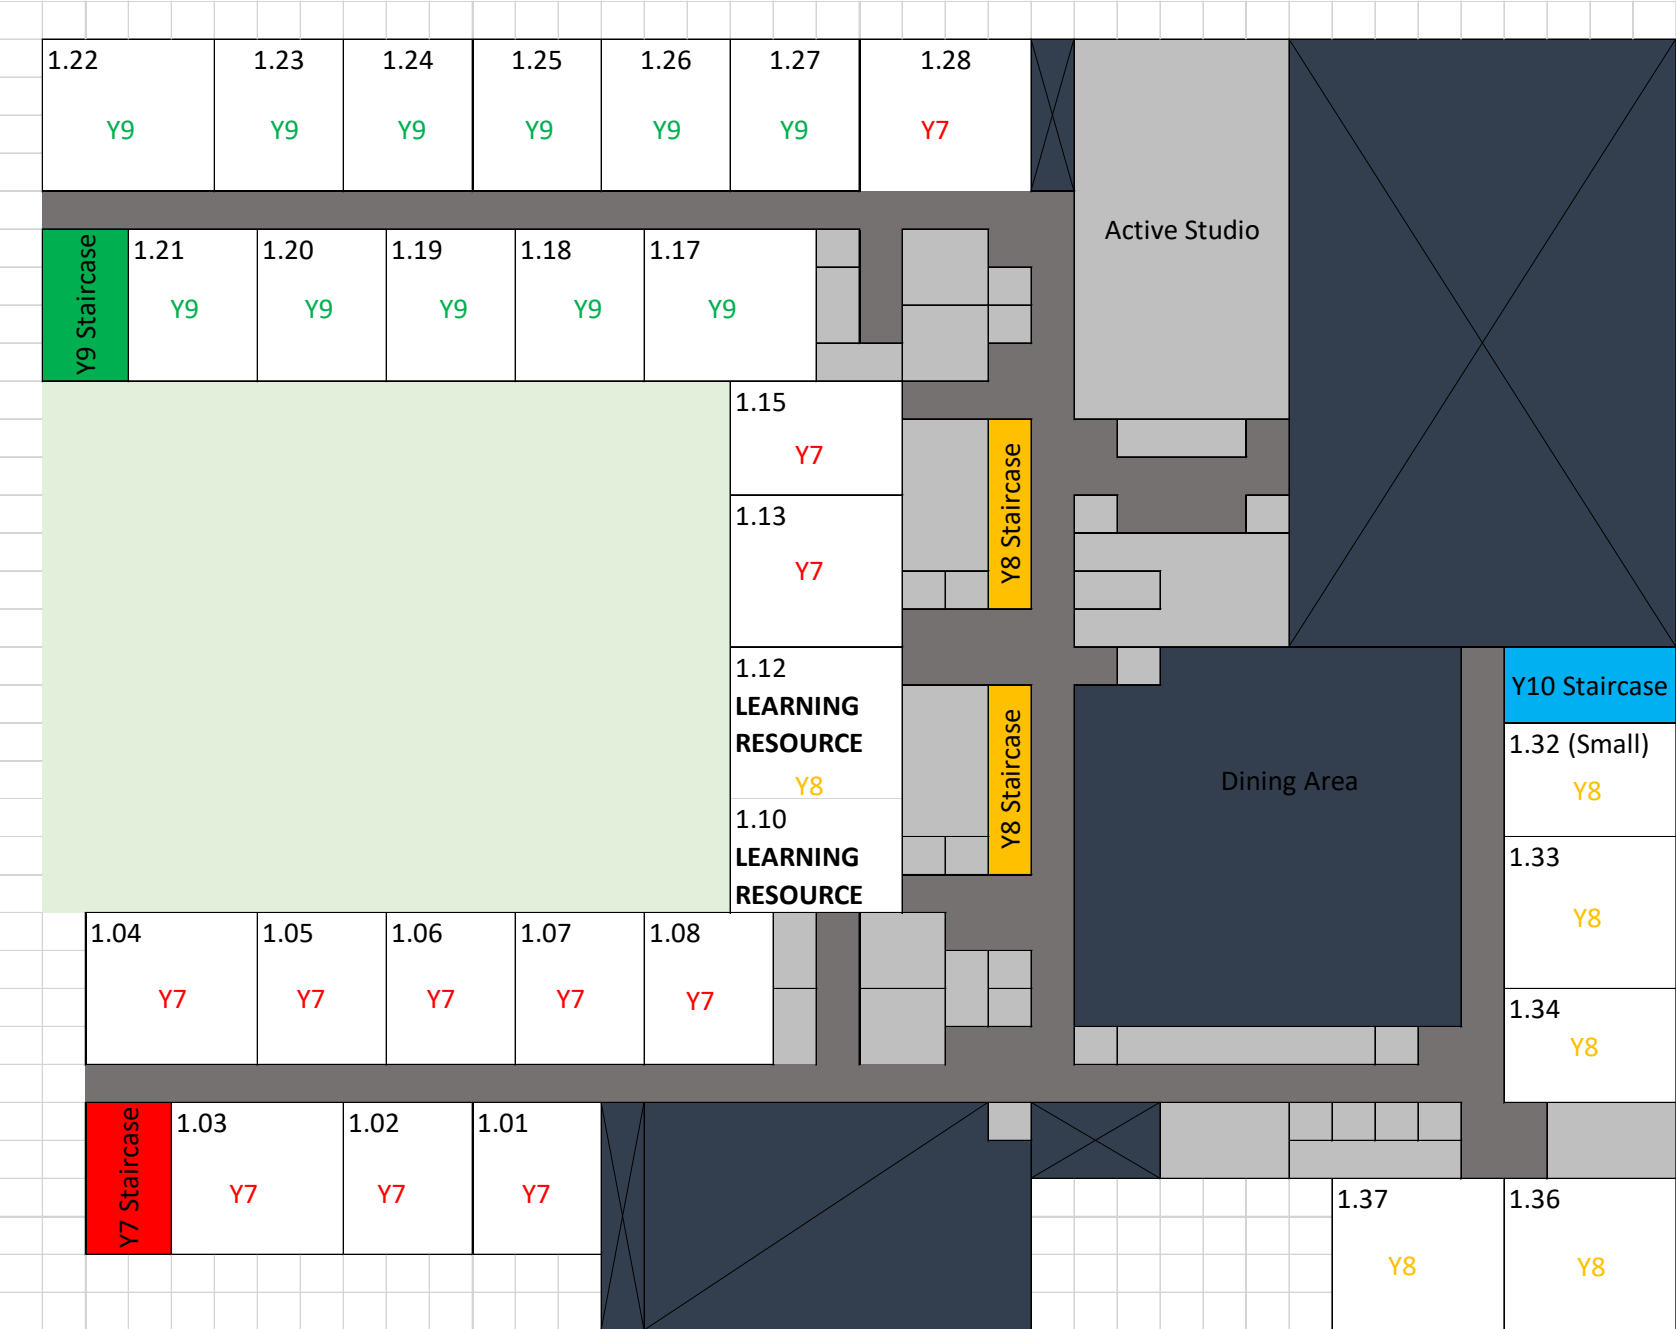 1.22 1.23 1.24 1.25 1.26 1.27 1.28
Y9 Y9 Y9 Y9 Y9 Y9 Y7
Active Studio
Y9 Staircase
1.21 1.20 1.19 1.18 1.17
Y9 Y9 Y9 Y9 Y9
1.15
Y7
Y8 Staircase
1.13
Y7
1.12
LEARNING
RESOURCE
Y8
1.10
LEARNING
RESOURCE
Y8 Staircase
Dining Area
Y10 Staircase
1.32 (Small)
Y8
1.33
Y8
1.34
Y8
1.04 1.05 1.06 1.07 1.08
Y7 Y7 Y7 Y7 Y7
Y7 Staircase
1.03 1.02 1.01
Y7 Y7 Y7
1.37 1.36
Y8 Y8